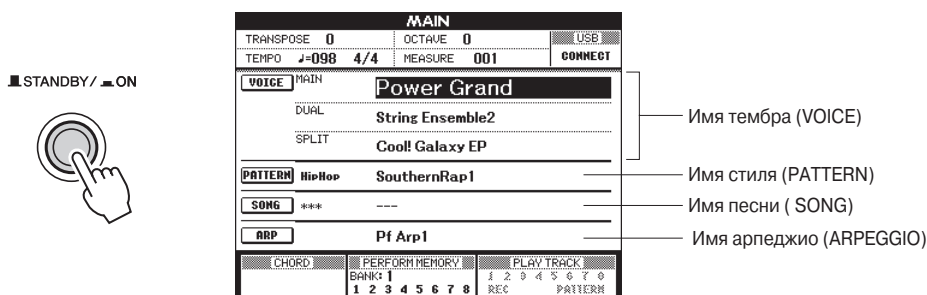 MAIN
TRANSPOSE 0 OCTAVE 0 USB
TEMPO ♩=098 4/4 MEASURE 001 CONNECT
STANDBY/ ON
VOICE MAIN Power Grand
DUAL String Ensemble2
SPLIT Cool! Galaxy EP
Имя тембра (VOICE)
PATTERN HipHop SouthernRap1
Имя стиля (PATTERN)
SONG *** ---
Имя песни ( SONG)
ARP Pf Arp1
Имя арпеджио (ARPEGGIO)
CHORD PERFORM MEMORY PLAY TRACK
BANK: 1 1 2 3 4 5 6 7 8
1 2 3 4 5 6 7 8 REC PATTERN